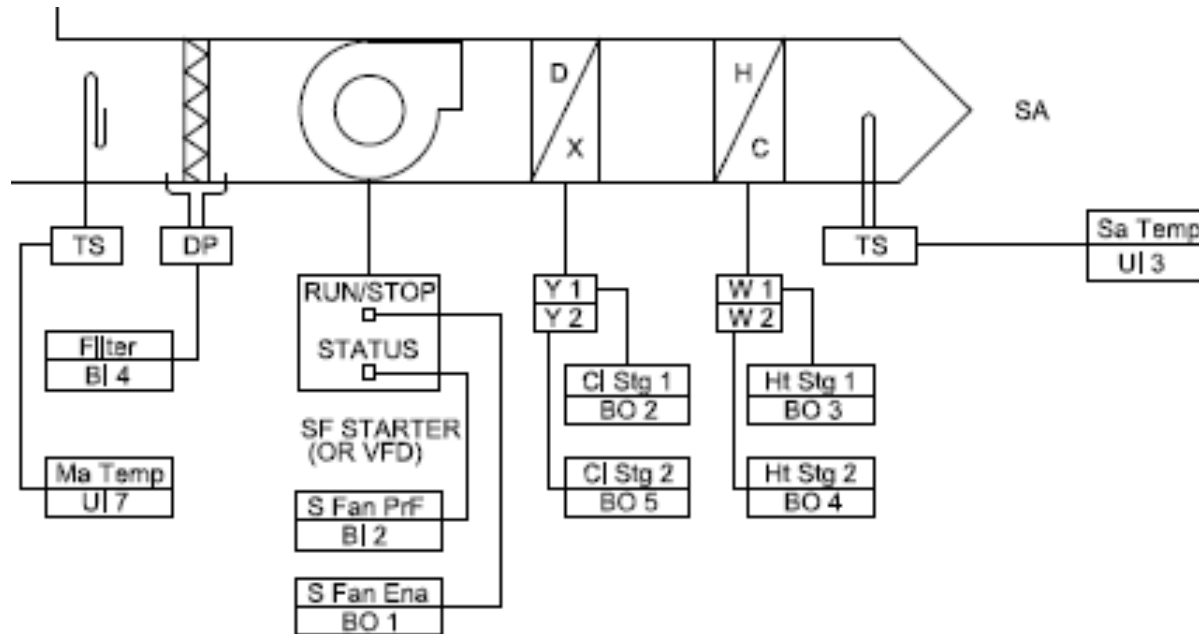 D
X
H
C
SA
TS
DP
TS
Sa Temp
UI 3
RUN/STOP
STATUS
Y 1
Y 2
W 1
W 2
Filter
BI 4
Cl Stg 1
BO 2
Ht Stg 1
BO 3
SF STARTER
(OR VFD)
Ma Temp
UI 7
Cl Stg 2
BO 5
Ht Stg 2
BO 4
S Fan PrF
BI 2
S Fan Ena
BO 1